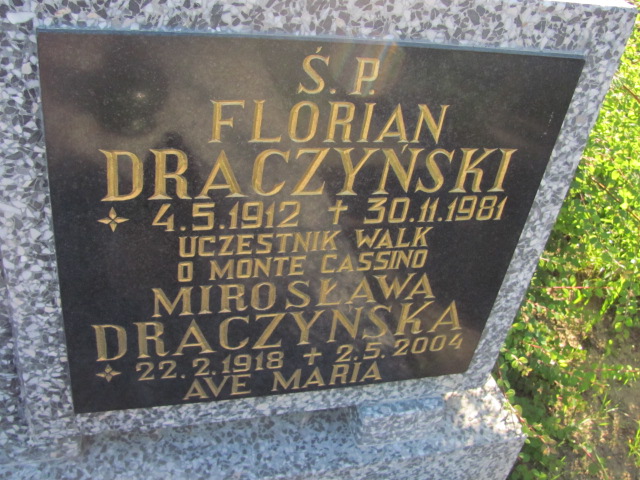 Ś. P.
FLORIAN
DRACZYŃSKI
4.5.1912 + 30.11.1981
UCZESTNIK WALK
O MONTE CASSINO
MIROSŁAWA
DRACZYŃSKA
22.2.1918 + 2.5.2004
AVE MARIA